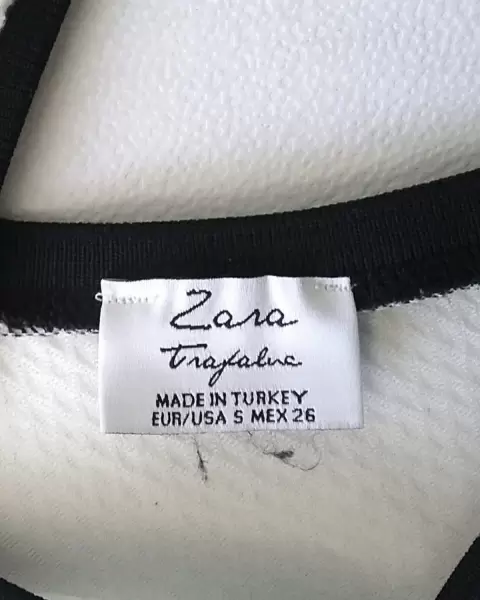 Zara
Trafaluc
MADE IN TURKEY
EUR/USA S MEX 26